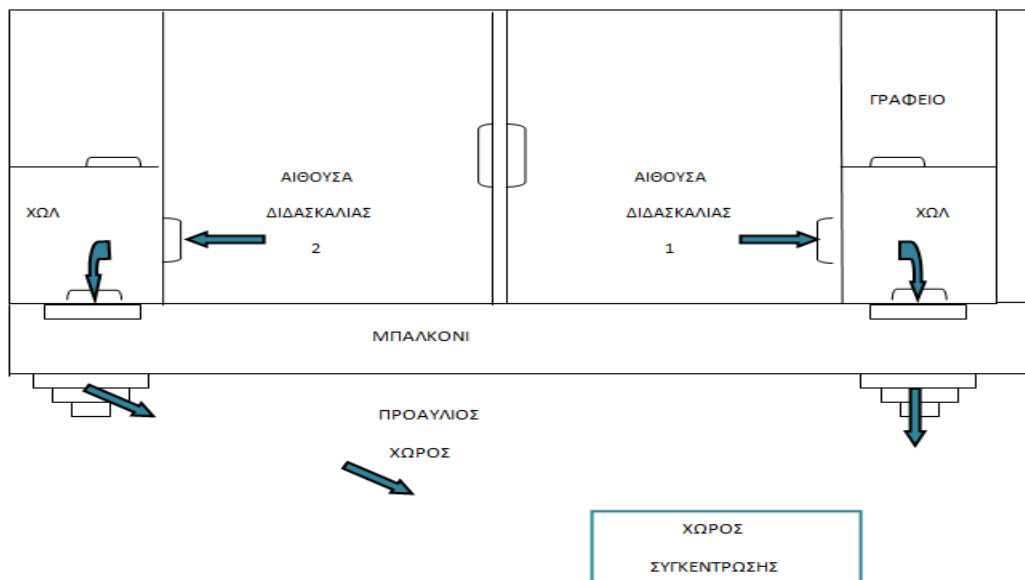 ΓΡΑΦΕΙΟ
ΑΙΘΟΥΣΑ
ΔΙΔΑΣΚΑΛΙΑΣ
2
ΑΙΘΟΥΣΑ
ΔΙΔΑΣΚΑΛΙΑΣ
1
ΧΩΛ
ΧΩΛ
ΜΠΑΛΚΟΝΙ
ΠΡΟΑΥΛΙΟΣ
ΧΩΡΟΣ
ΧΩΡΟΣ
ΣΥΓΚΕΝΤΡΩΣΗΣ